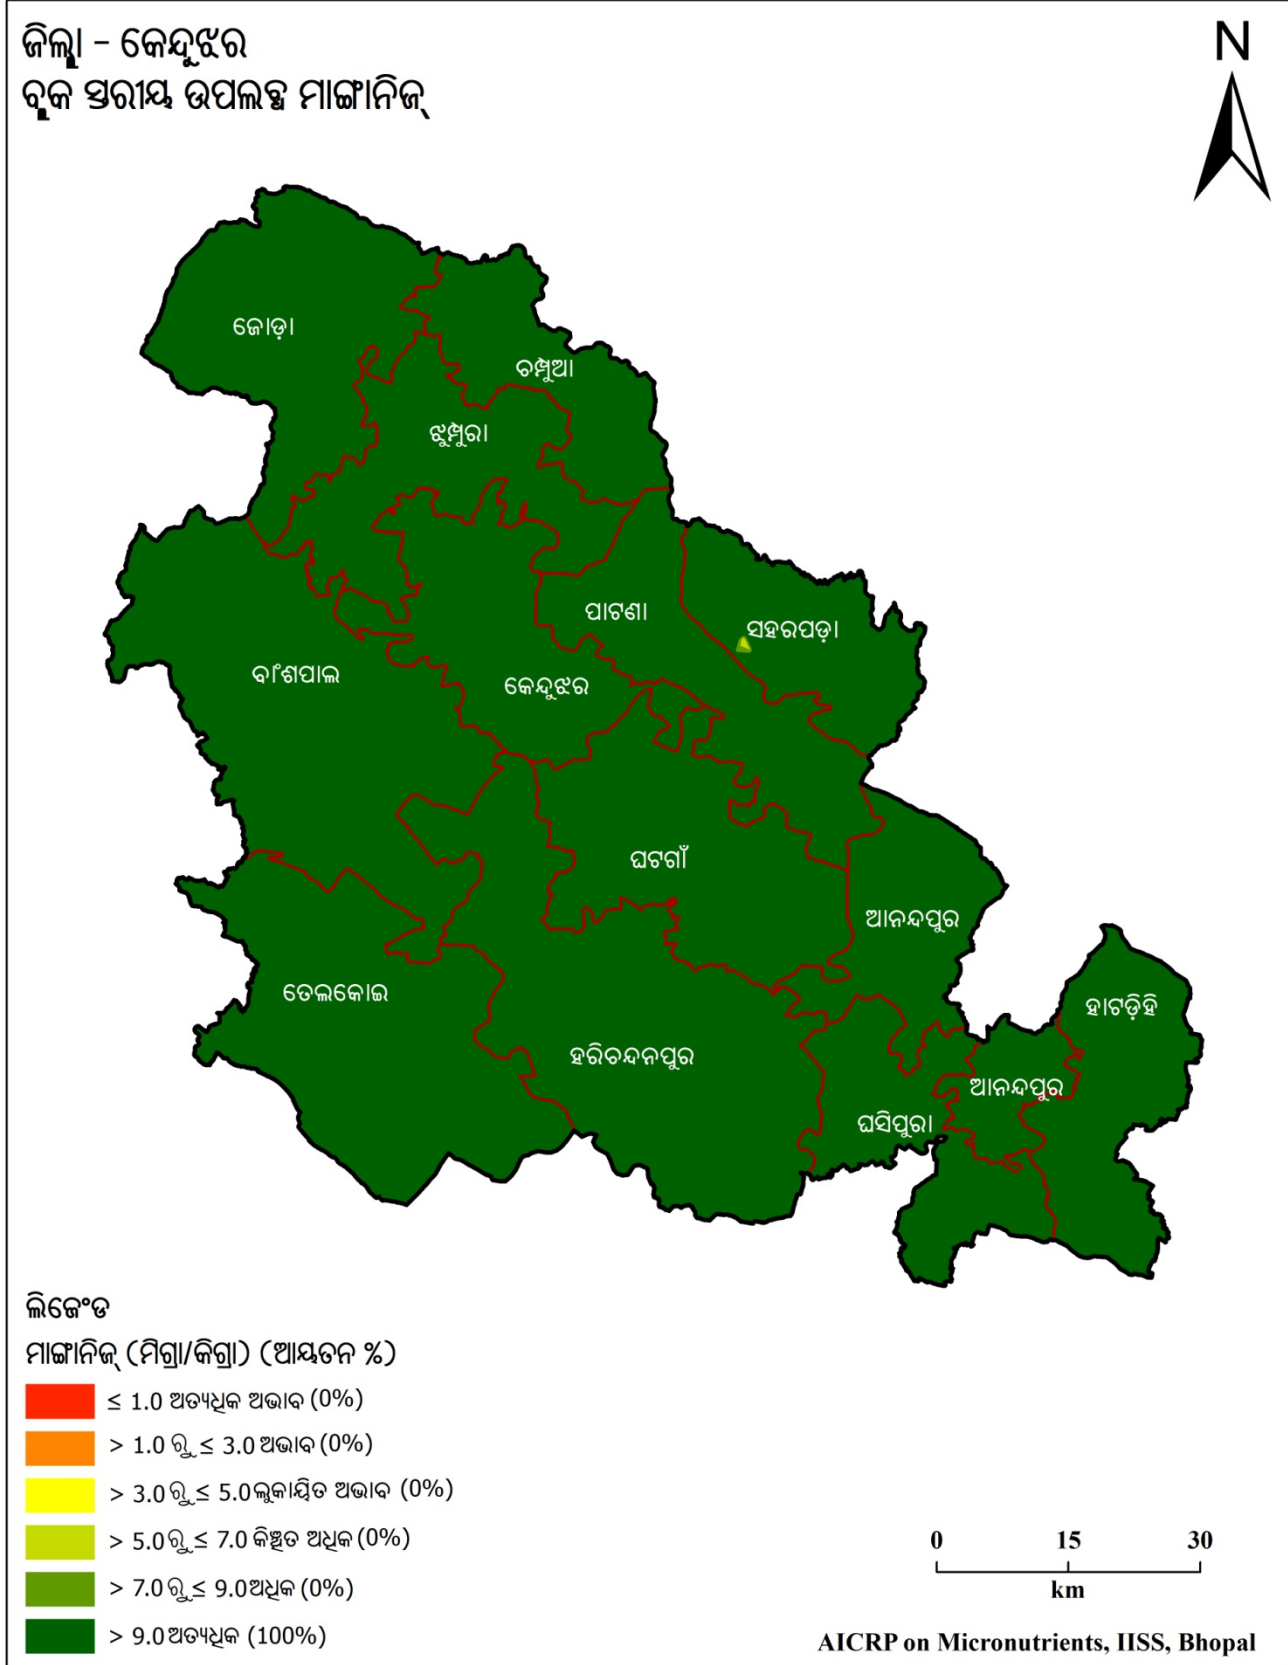 ଜିଲ୍ଲା - କେନ୍ଦୁଝର
ବ୍ଲକ ସ୍ତରୀୟ ଉପଲବ୍ଧ ମାଙ୍ଗାନିଜ୍
N
ଜୋଡ଼ା
ଚମ୍ପୁଆ
ଝୁମ୍ପୁରା
ପାଟଣା
ସହରପଡ଼ା
ବାଂଶପାଲ
କେନ୍ଦୁଝର
ଘଟଗାଁ
ଆନନ୍ଦପୁର
ତେଲକୋଇ
ହାଟଡ଼ିହି
ହରିଚନ୍ଦନପୁର
ଆନନ୍ଦପୁର
ଘସିପୁରା
ଲିଜେଂଡ
ମାଙ୍ଗାନିଜ୍ (ମିଗ୍ରା/କିଗ୍ରା) (ଆୟତନ %)
≤ 1.0 ଅତ୍ୟଧିକ ଅଭାବ (0%)
> 1.0 ରୁ ≤ 3.0 ଅଭାବ (0%)
> 3.0 ରୁ ≤ 5.0 ଲୁକାୟିତ ଅଭାବ (0%)
> 5.0 ରୁ ≤ 7.0 କିଞ୍ଚିତ ଅଧିକ (0%)
> 7.0 ରୁ ≤ 9.0 ଅଧିକ (0%)
> 9.0 ଅତ୍ୟଧିକ (100%)
0 15 30
km
AICRP on Micronutrients, IISS, Bhopal